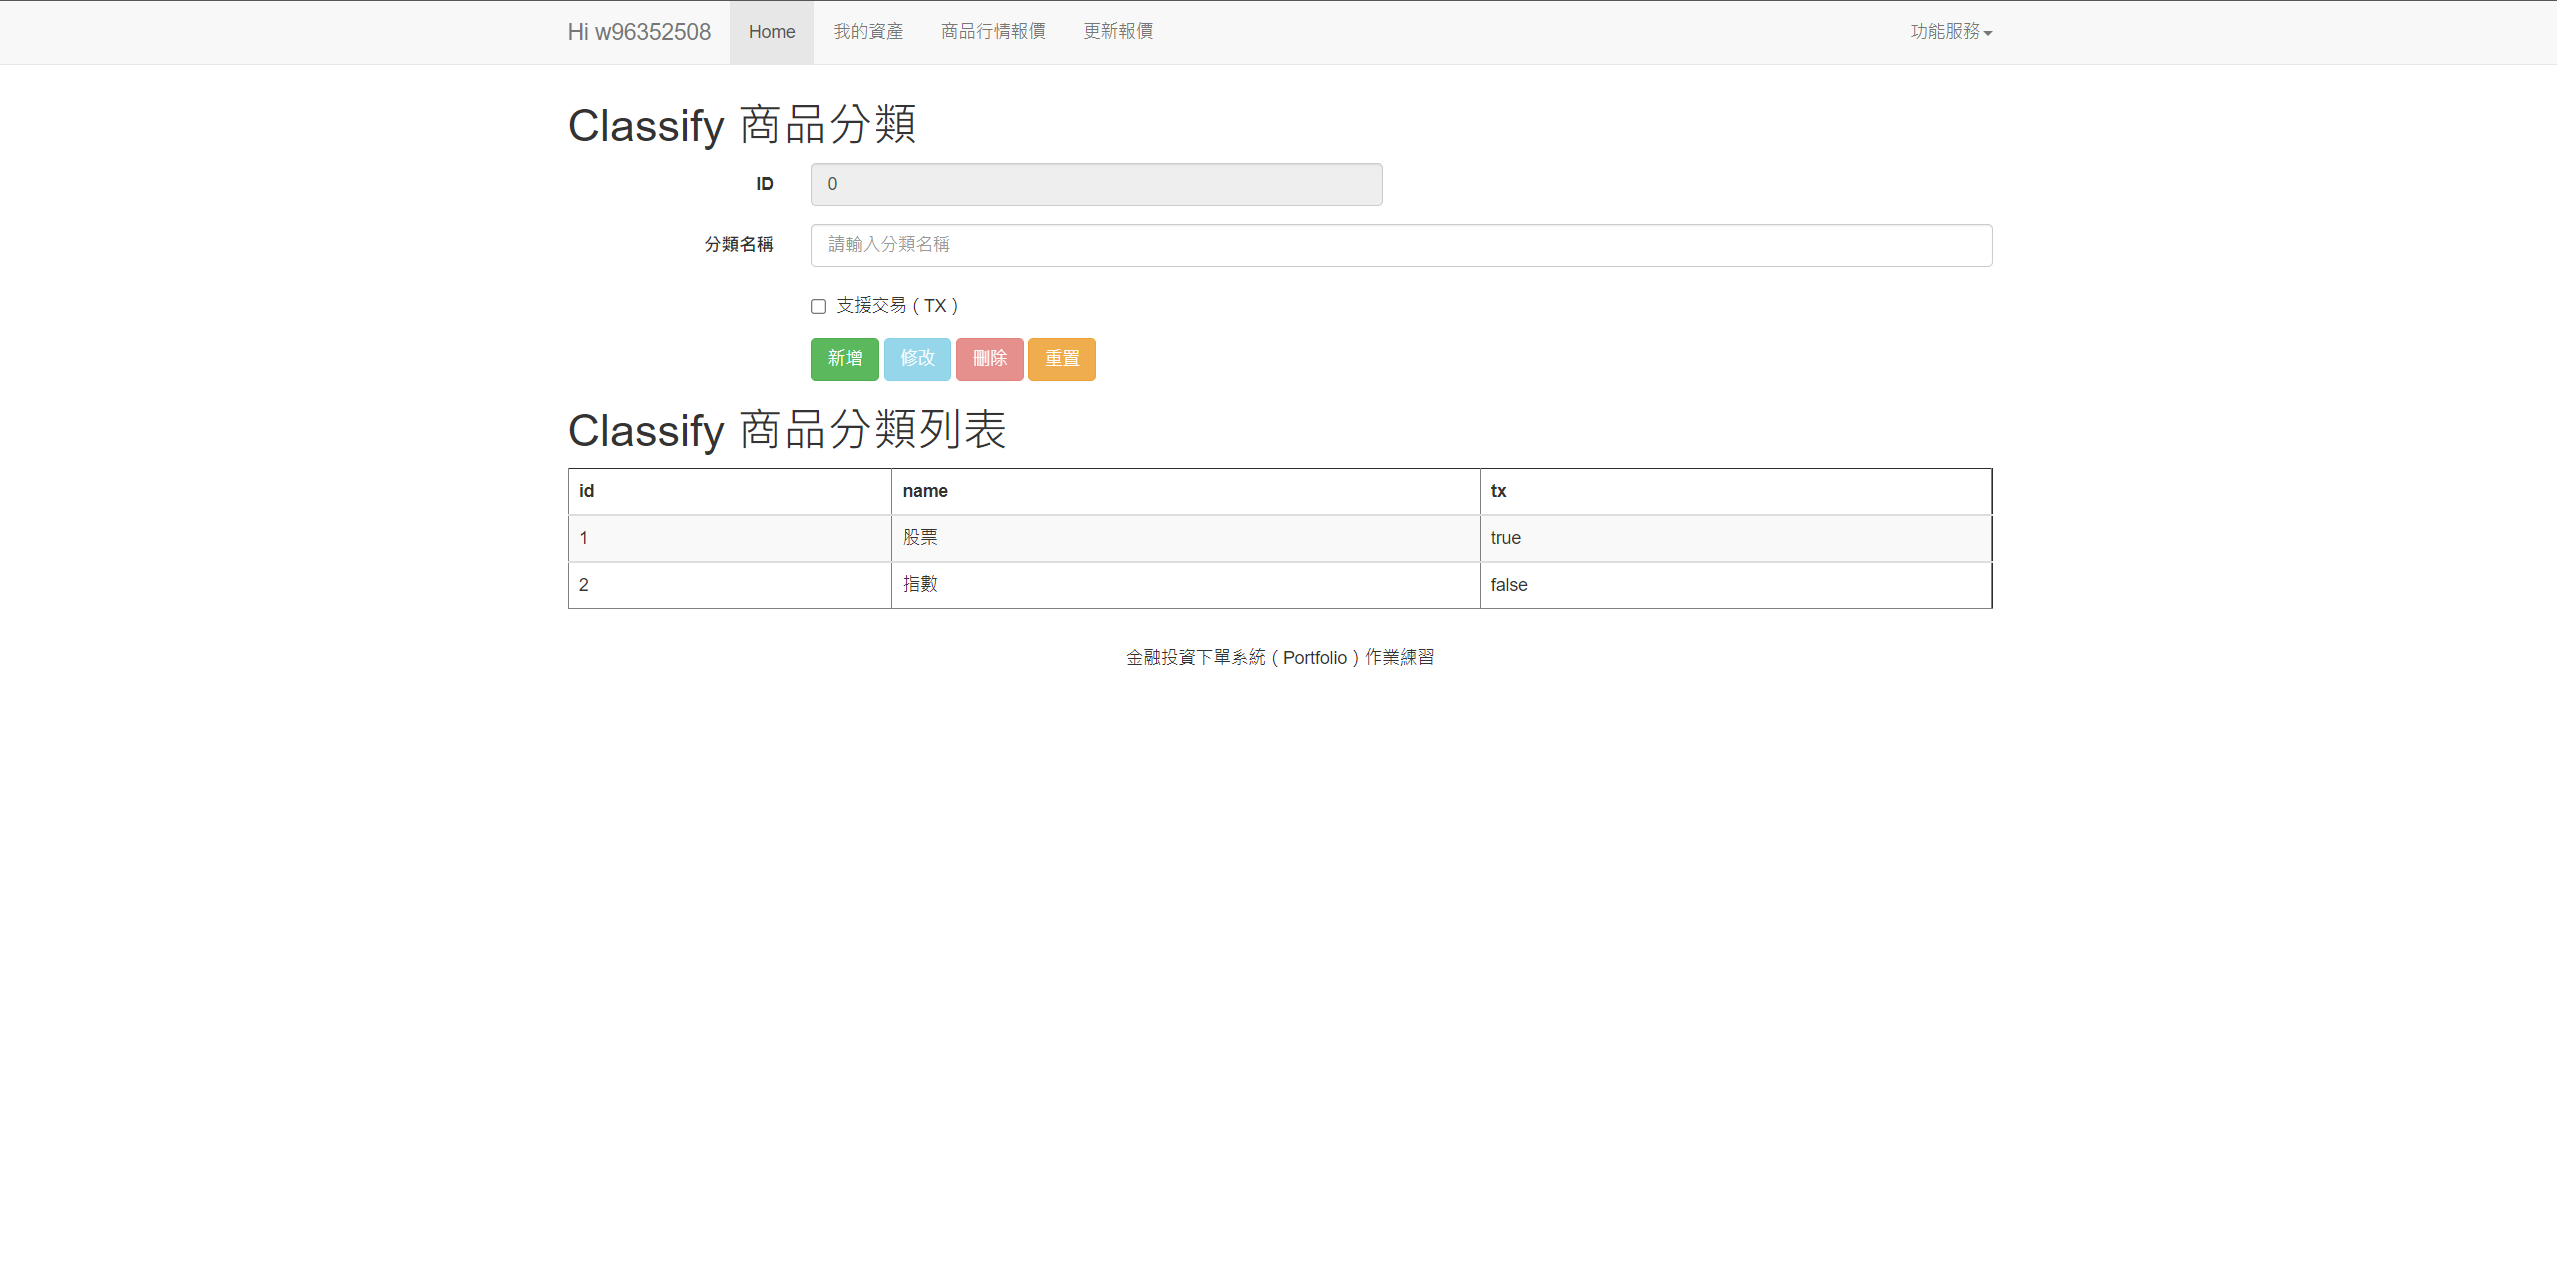 Hi w96352508 Home 我的資產 商品行情報價 更新報價 功能服務
Classify 商品分類
ID 0
分類名稱 請輸入分類名稱
支援交易 ( TX )
新增 修改 刪除 重置
Classify 商品分類列表
id name tx
1 股票 true
2 指數 false
金融投資下單系統 ( Portfolio ) 作業練習